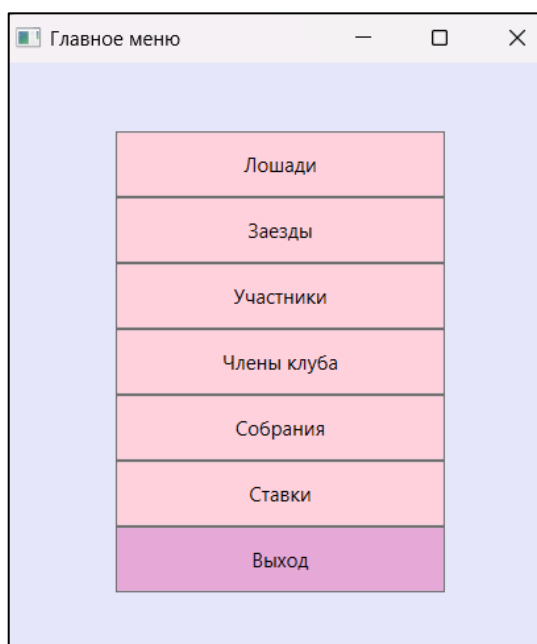 Главное меню
Лошади
Заезды
Участники
Члены клуба
Собрания
Ставки
Выход